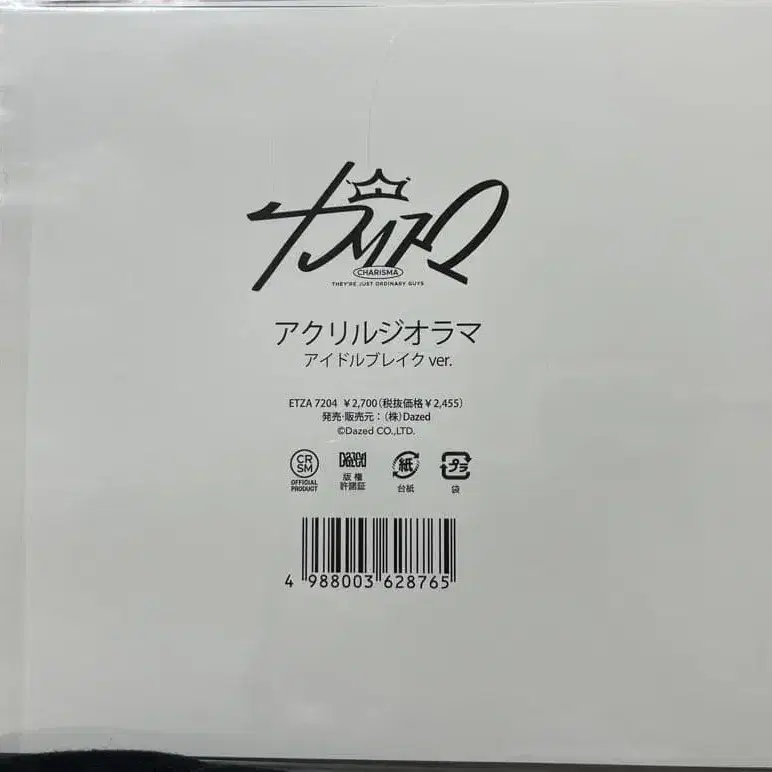 カリスマ
CHARISMA
THEY'RE JUST ORDINARY GUYS
アクリルジオラマ
アイドルブレイク ver.
ETZA 7204 ¥2,700(税抜価格¥2,455)
発売・販売元：(株)Dazed
©Dazed CO.,LTD.
CR SM OFFICIAL PRODUCT
Dazed 版権許諾証
紙 台紙
プラ 袋
4 988003 628765